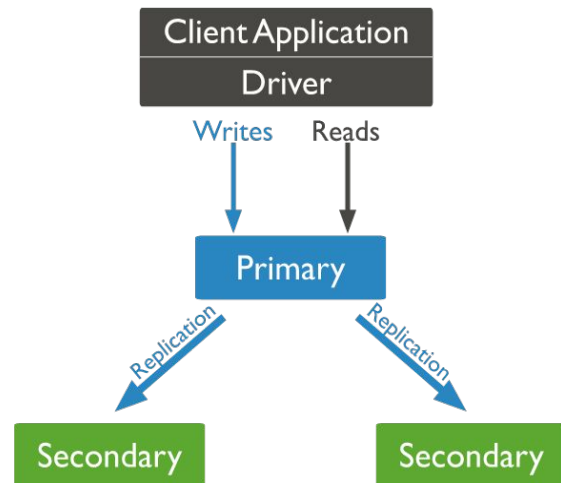 Client Application
Driver
Writes Reads
Primary
Replication Replication
Secondary Secondary